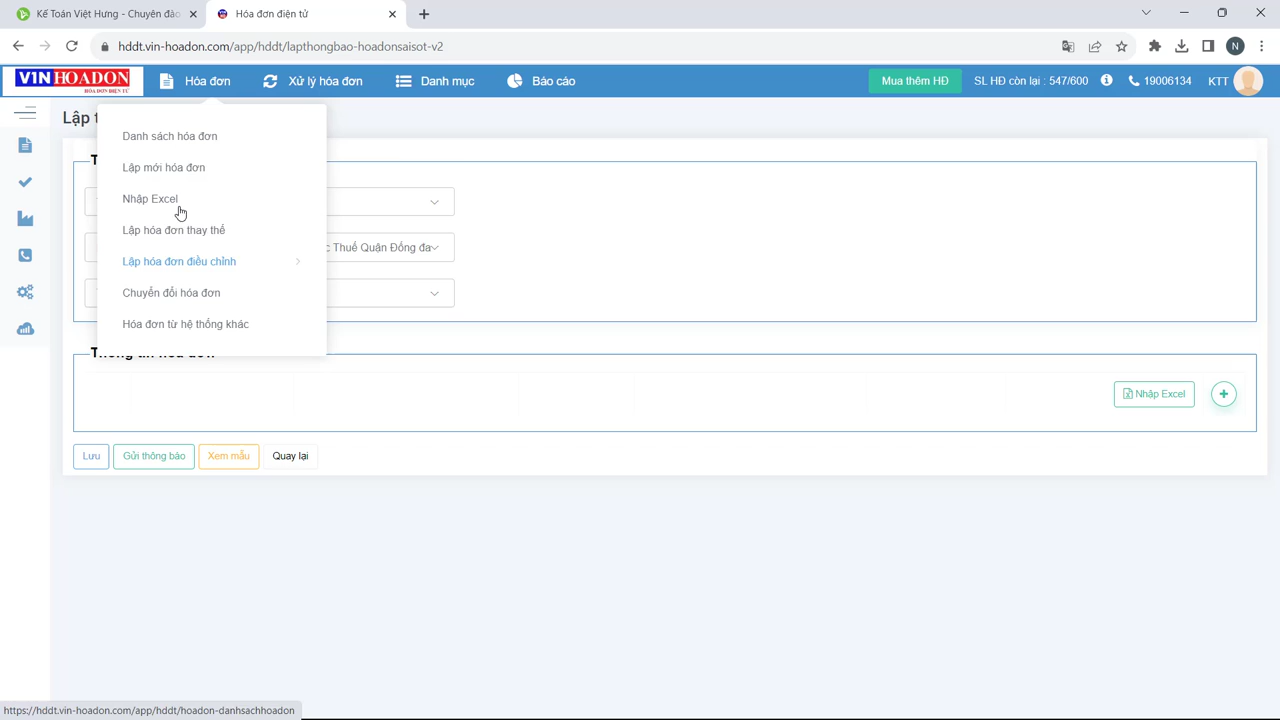 Kế Toán Việt Hưng - Chuyên đào
Hóa đơn điện tử
hddt.vin-hoadon.com/app/hddt/lapthongbao-hoadonsaisot-v2
N
VINHOADON
HÓA ĐƠN ĐIỆN TỬ
Hóa đơn
Xử lý hóa đơn
Danh mục
Báo cáo
Mua thêm HĐ
SL HĐ còn lại : 547/600
19006134
KTT
Lập t
Danh sách hóa đơn
Lập mới hóa đơn
Nhập Excel
Lập hóa đơn thay thế
Lập hóa đơn điều chỉnh
Chuyển đổi hóa đơn
Hóa đơn từ hệ thống khác
c Thuế Quận Đống đa
Thông tin hóa đơn
Nhập Excel
Lưu
Gửi thông báo
Xem mẫu
Quay lại
https://hddt.vin-hoadon.com/app/hddt/hoadon-danhsachhoadon